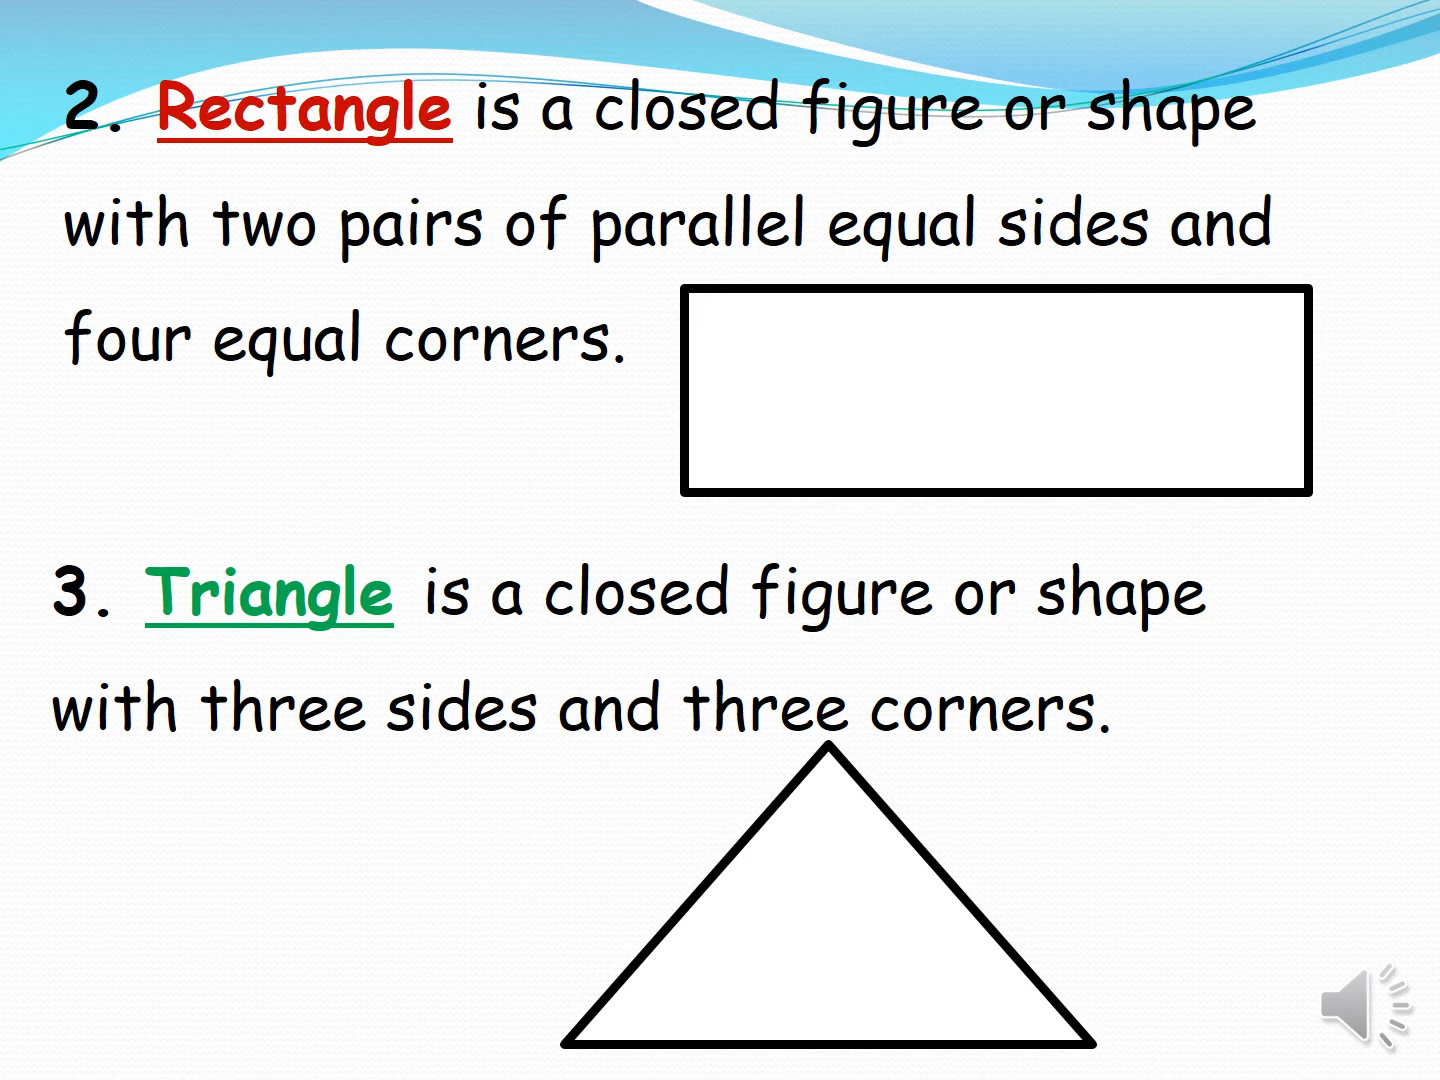 2. Rectangle is a closed figure or shape
with two pairs of parallel equal sides and
four equal corners.
3. Triangle is a closed figure or shape
with three sides and three corners.